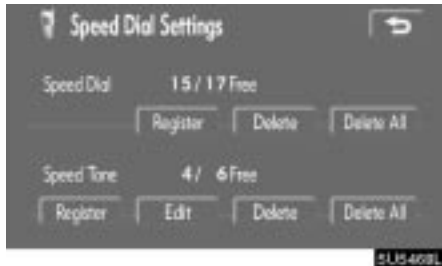 Speed Dial Settings
Speed Dial 15/17 Free
Register Delete Delete All
Speed Tone 4/ 6 Free
Register Edit Delete Delete All
5U5468L